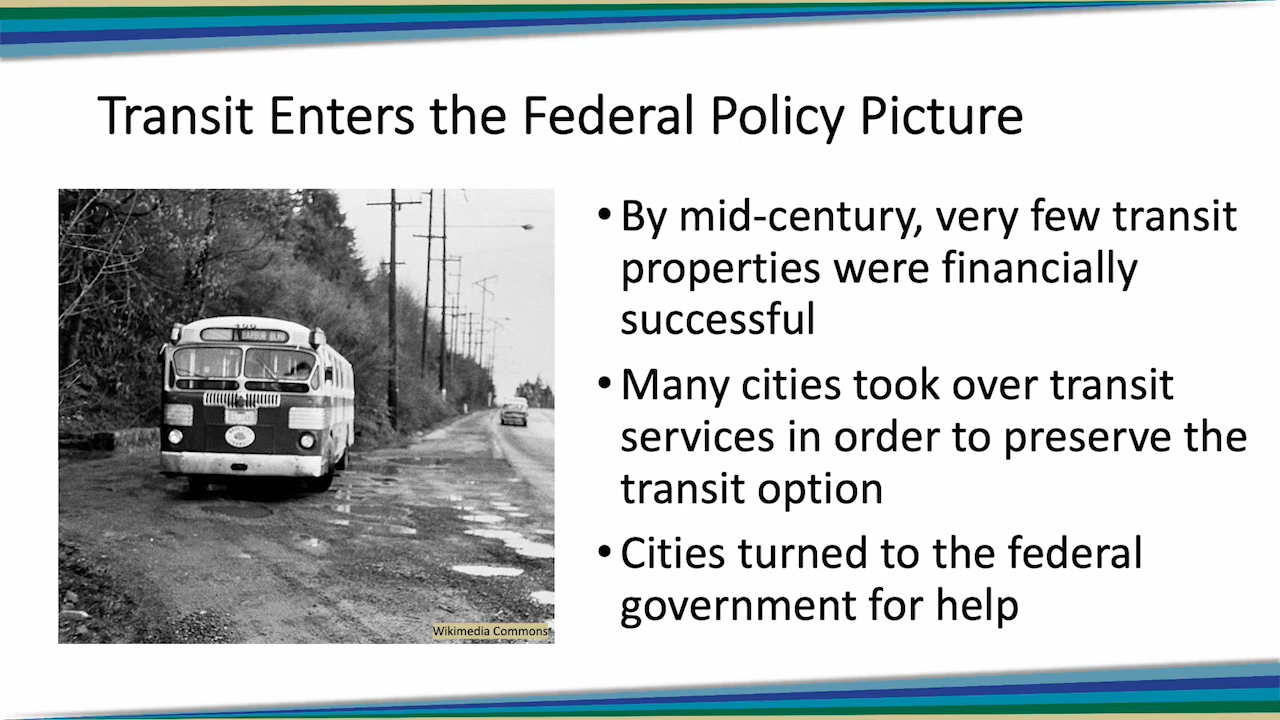 Transit Enters the Federal Policy Picture
• By mid-century, very few transit
properties were financially
successful
• Many cities took over transit
services in order to preserve the
transit option
• Cities turned to the federal
government for help
Wikimedia Commons